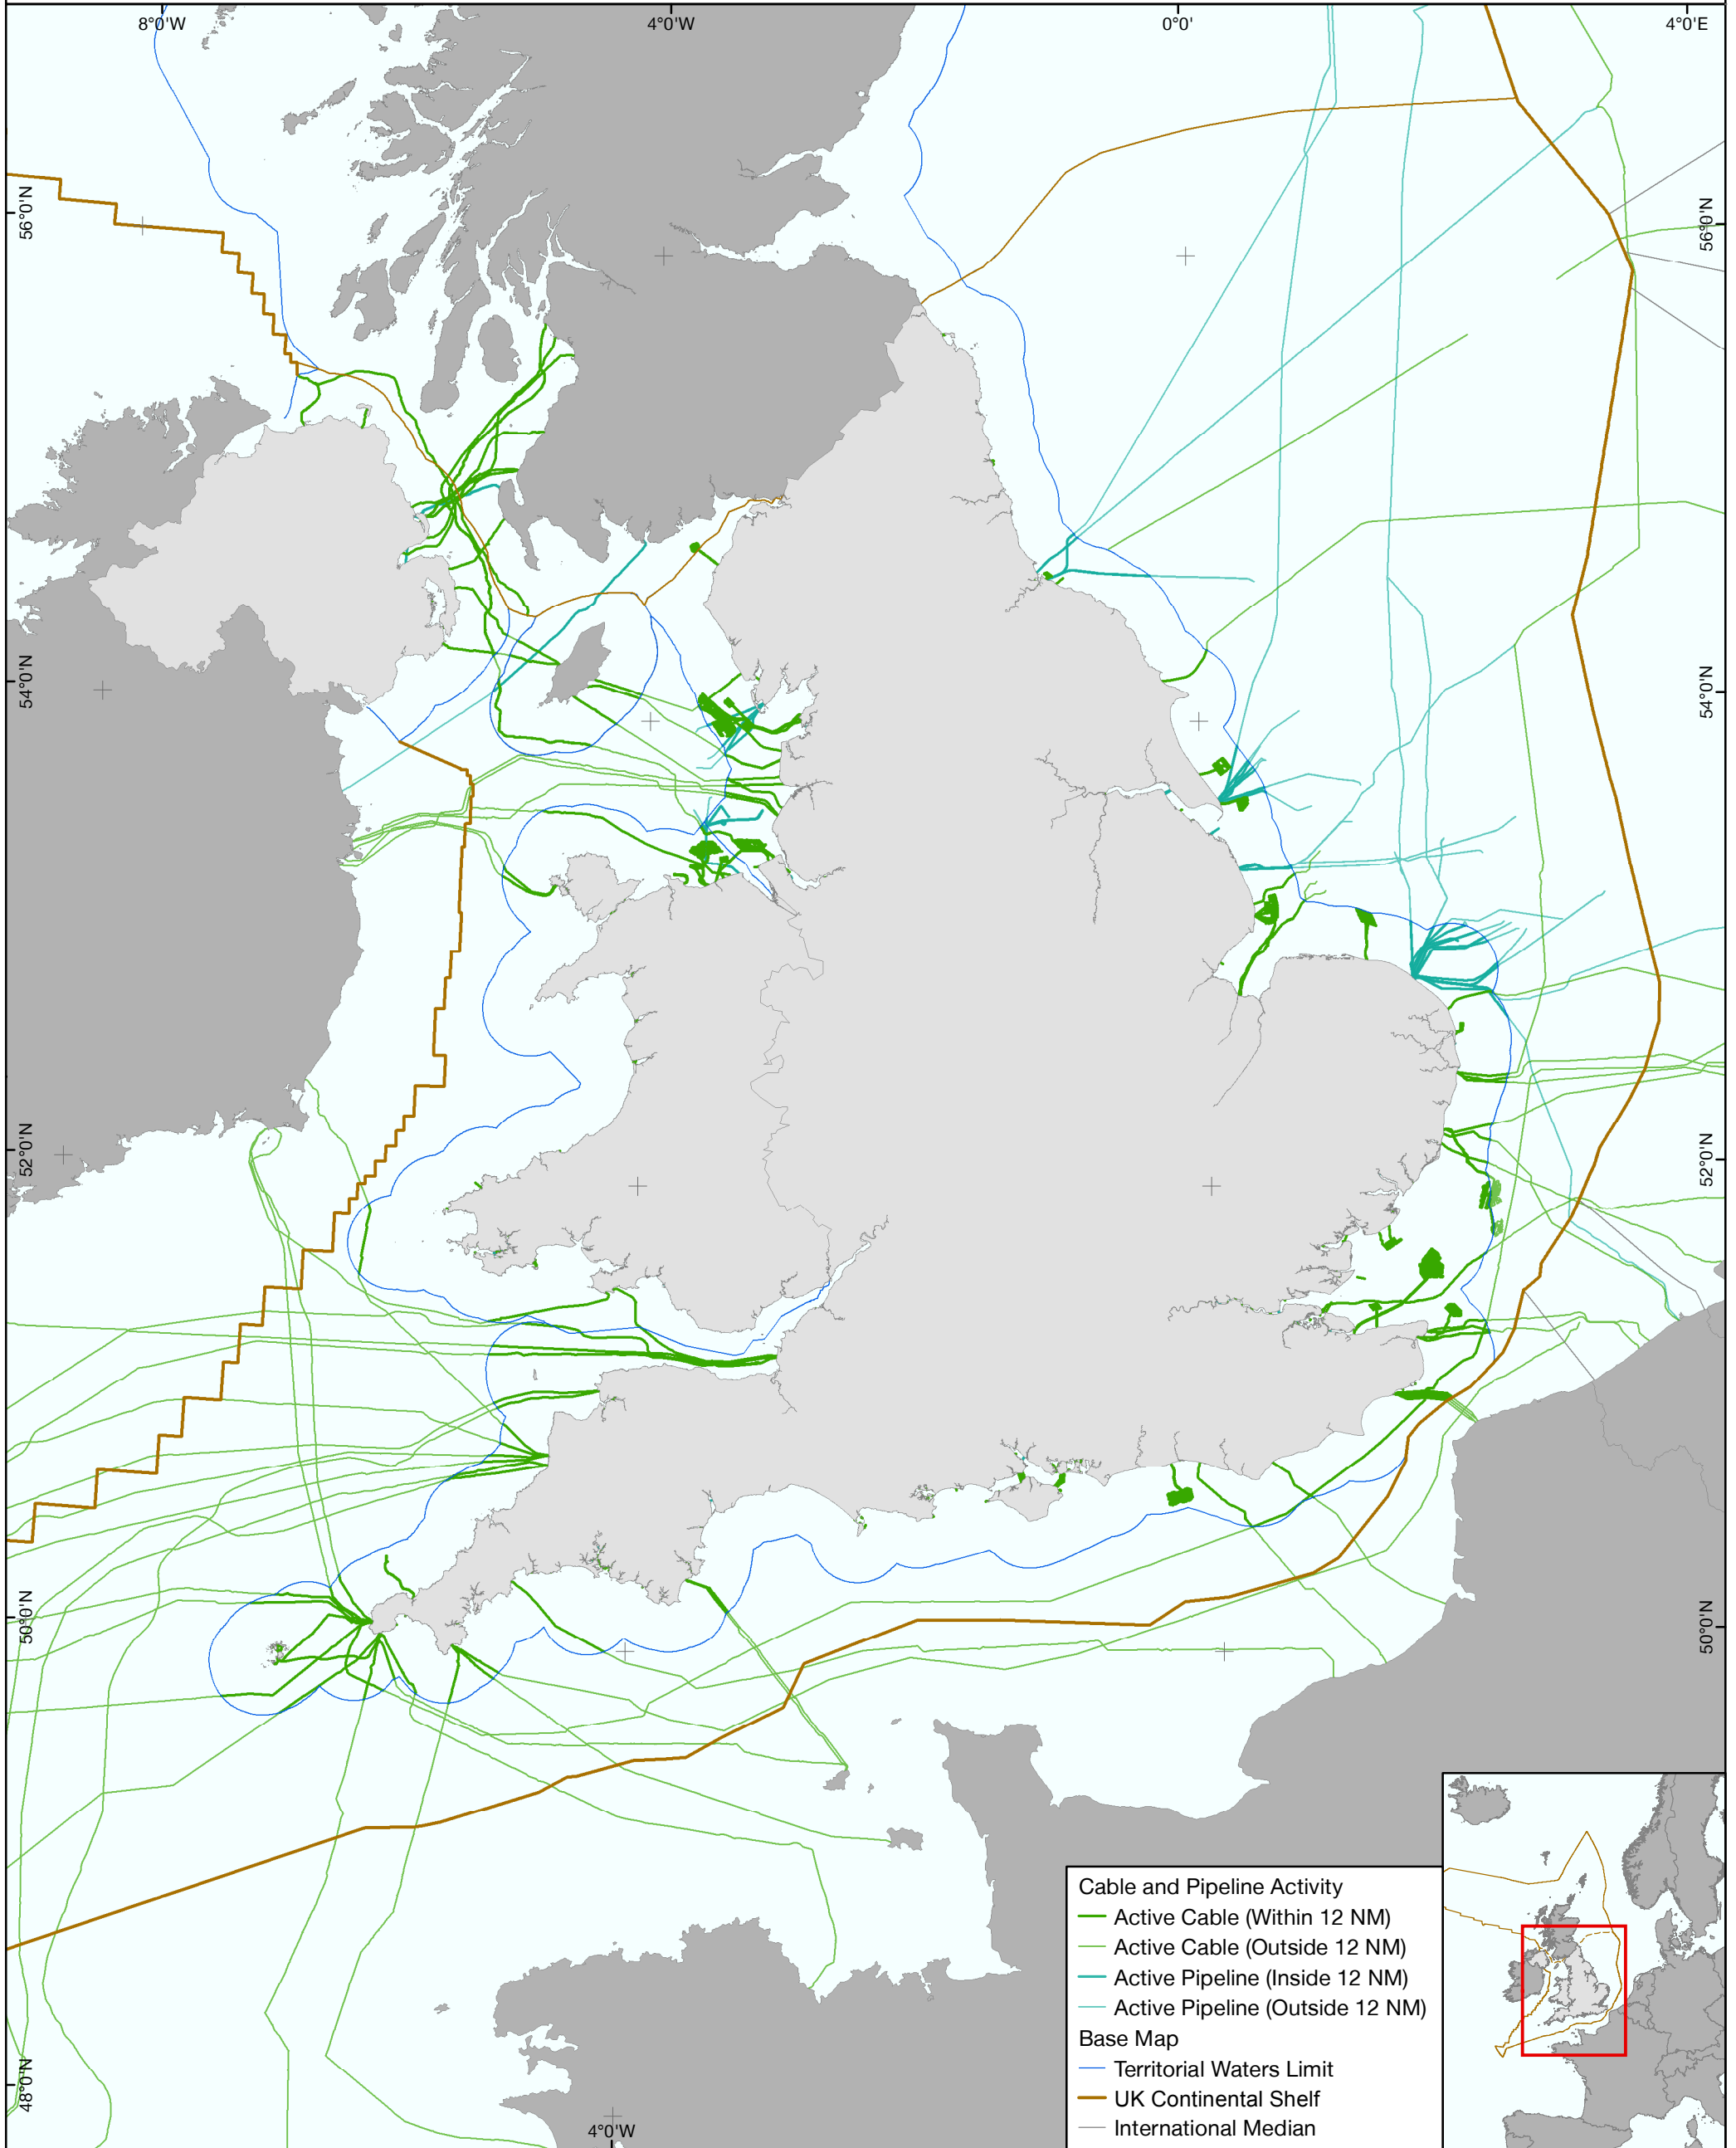 8°0'W
4°0'W
0°0'
4°0'E
56°0'N
56°0'N
54°0'N
54°0'N
52°0'N
52°0'N
50°0'N
50°0'N
48°0'N
4°0'W
Cable and Pipeline Activity
Active Cable (Within 12 NM)
Active Cable (Outside 12 NM)
Active Pipeline (Inside 12 NM)
Active Pipeline (Outside 12 NM)
Base Map
Territorial Waters Limit
UK Continental Shelf
International Median